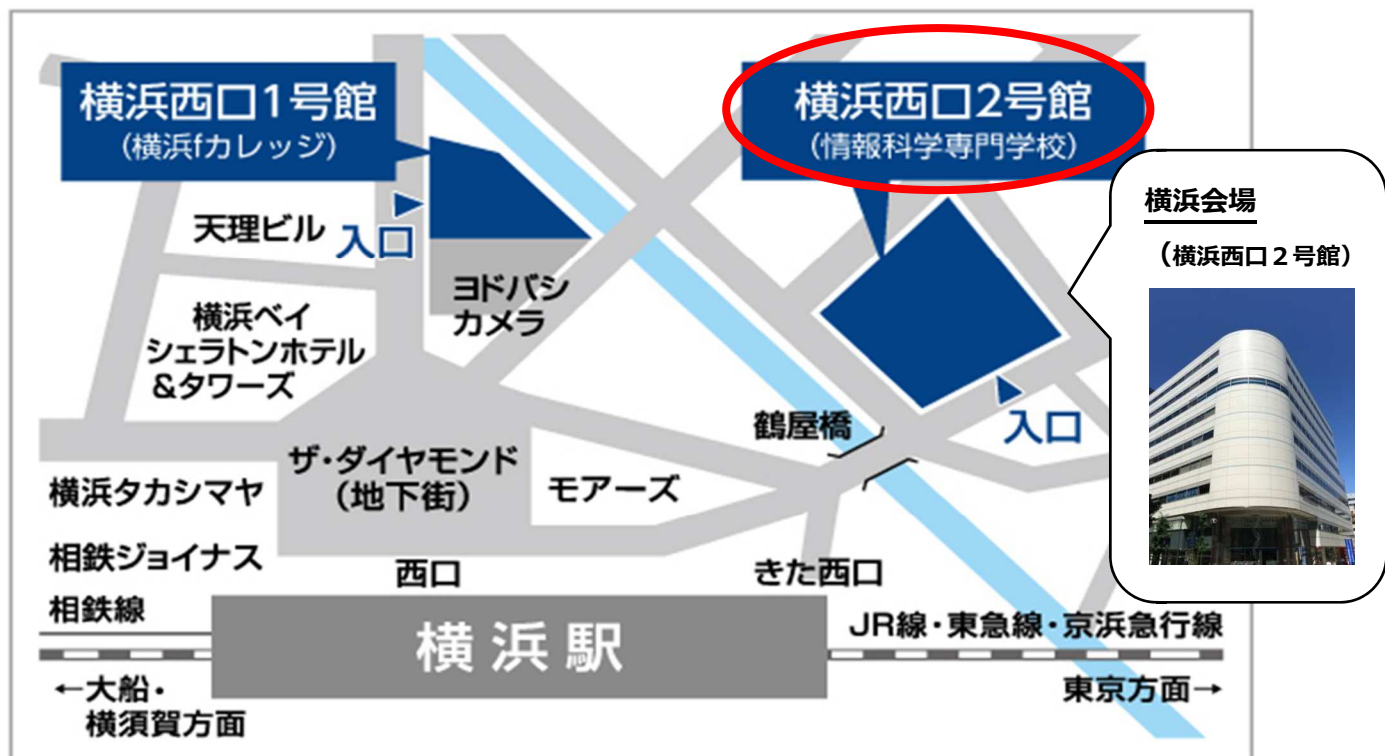 横浜西口1号館
(横浜fカレッジ)
横浜西口2号館
(情報科学専門学校)
横浜会場
(横浜西口２号館)
天理ビル
入口
ヨドバシ
カメラ
横浜ベイ
シェラトンホテル
&タワーズ
鶴屋橋
入口
ザ・ダイヤモンド
(地下街)
モアーズ
横浜タカシマヤ
相鉄ジョイナス
西口
きた西口
相鉄線
横浜駅
JR線・東急線・京浜急行線
←大船・
横須賀方面
東京方面→